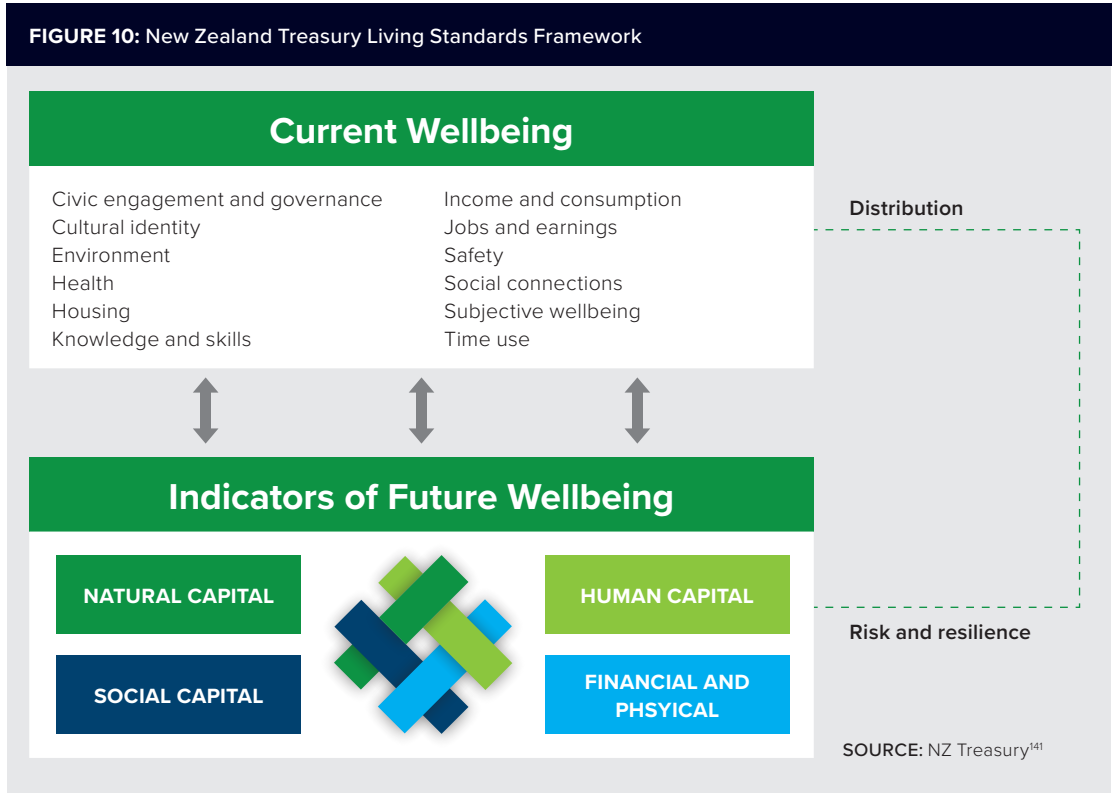 FIGURE 10: New Zealand Treasury Living Standards Framework
Current Wellbeing
Civic engagement and governance
Cultural identity
Environment
Health
Housing
Knowledge and skills
Income and consumption
Jobs and earnings
Safety
Social connections
Subjective wellbeing
Time use
Distribution
Indicators of Future Wellbeing
NATURAL CAPITAL
SOCIAL CAPITAL
HUMAN CAPITAL
FINANCIAL AND
PHSYICAL
Risk and resilience
SOURCE: NZ Treasury¹⁴¹